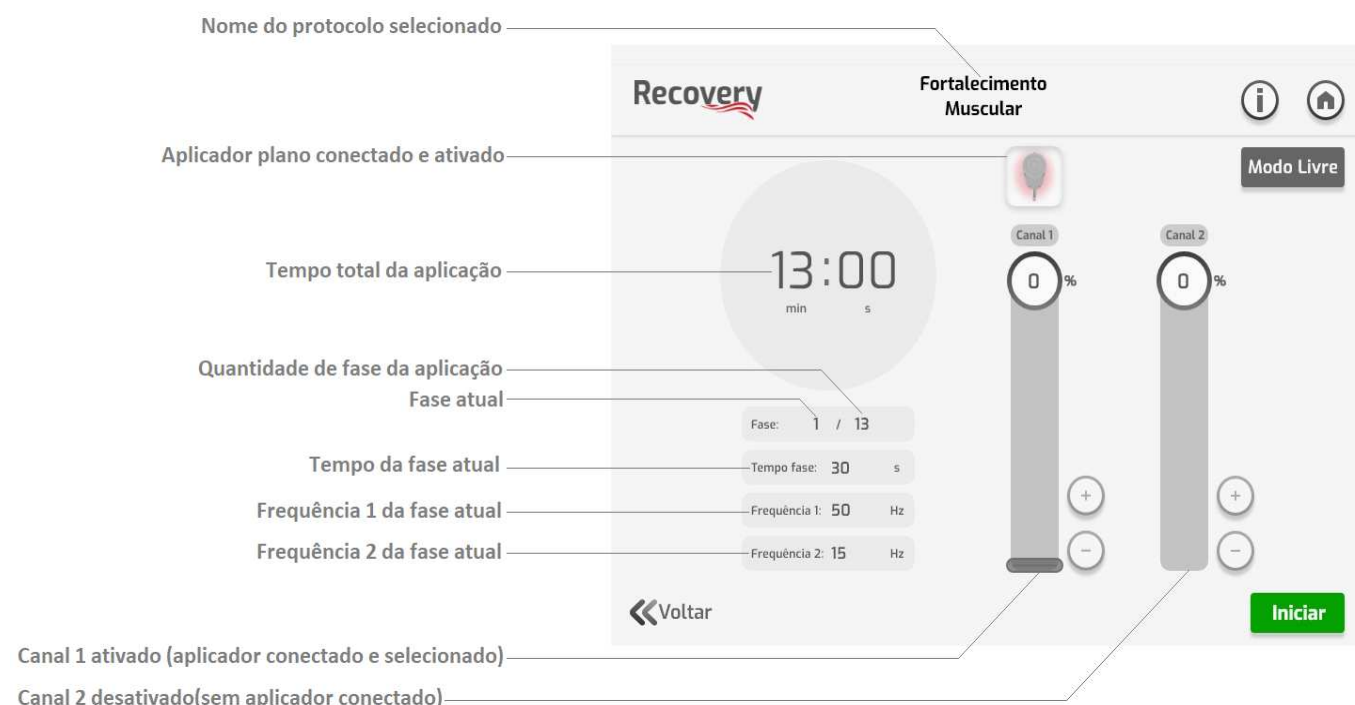 Nome do protocolo selecionado
Recovery
Fortalecimento
Muscular
i
Aplicador plano conectado e ativado
Modo Livre
Canal 1
Canal 2
Tempo total da aplicação
13:00
min s
0 %
0 %
Quantidade de fase da aplicação
Fase atual
Fase: 1 / 13
Tempo da fase atual
Tempo fase: 30 s
Frequência 1 da fase atual
Frequência 1: 50 Hz
+
+
Frequência 2 da fase atual
Frequência 2: 15 Hz
-
-
Voltar
Iniciar
Canal 1 ativado (aplicador conectado e selecionado)
Canal 2 desativado(sem aplicador conectado)